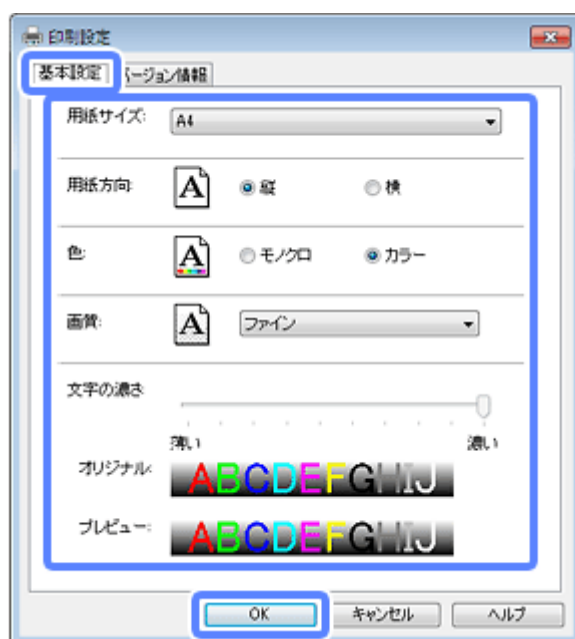 印刷設定
基本設定 バージョン情報
用紙サイズ: A4
用紙方向: A 縦 横
色: A モノクロ カラー
画質: A ファイン
文字の濃さ
薄い 濃い
オリジナル: ABCDEFGHIJ
プレビュー: ABCDEFGHIJ
OK キャンセル ヘルプ